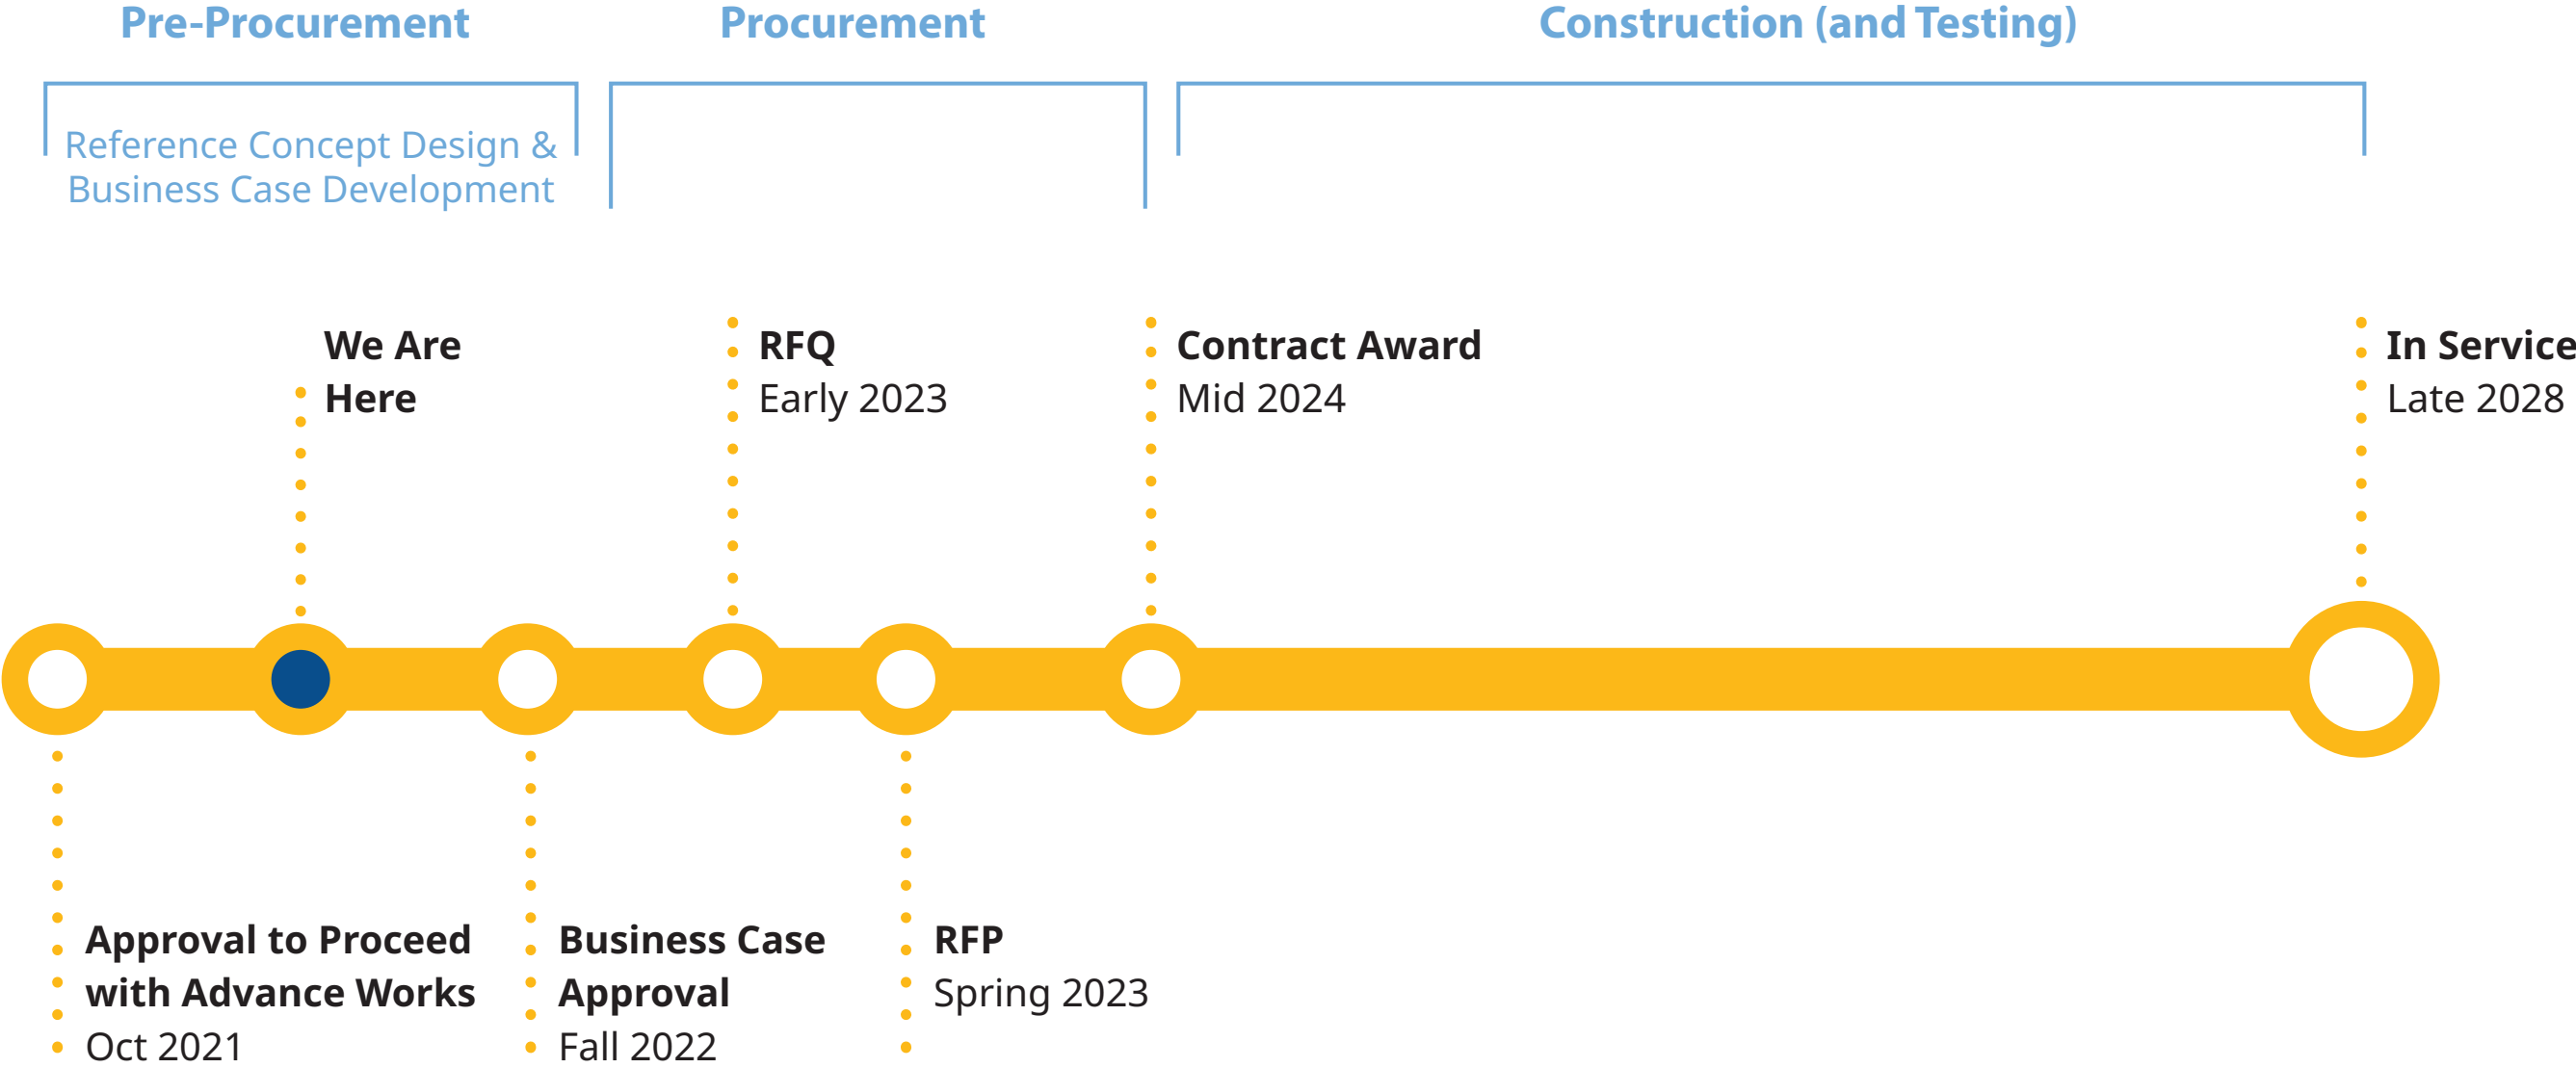 Pre-Procurement
Procurement
Construction (and Testing)
Reference Concept Design &
Business Case Development
We Are
Here
RFQ
Early 2023
Contract Award
Mid 2024
In Service
Late 2028
Approval to Proceed
with Advance Works
Oct 2021
Business Case
Approval
Fall 2022
RFP
Spring 2023